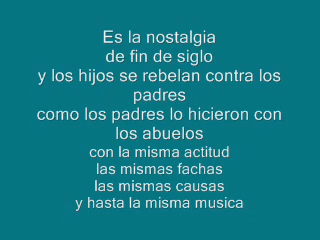 Es la nostalgia
de fin de siglo
y los hijos se rebelan contra los
padres
como los padres lo hicieron con
los abuelos
con la misma actitud
las mismas fachas
las mismas causas
y hasta la misma musica